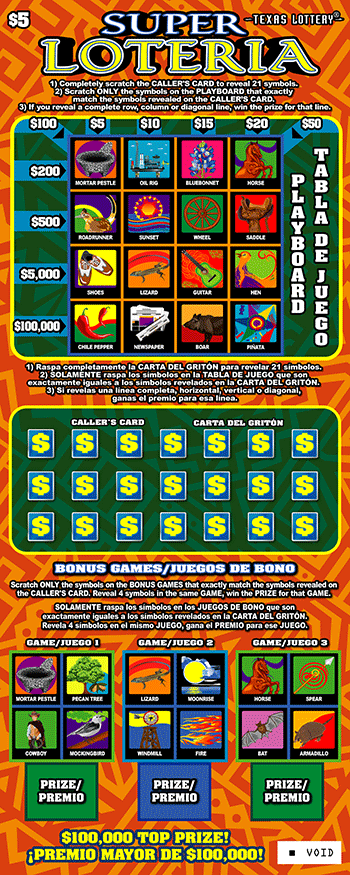 $5
SUPER
TEXAS LOTTERY®
LOTERIA
1) Completely scratch the CALLER'S CARD to reveal 21 symbols.
2) Scratch ONLY the symbols on the PLAYBOARD that exactly
match the symbols revealed on the CALLER'S CARD.
3) If you reveal a complete row, column or diagonal line, win the prize for that line.
$100 $5 $10 $15 $20 $50
$200
MORTAR PESTLE OIL RIG BLUEBONNET HORSE
$500
ROADRUNNER SUNSET WHEEL SADDLE
$5,000
SHOES LIZARD GUITAR HEN
$100,000
CHILE PEPPER NEWSPAPER BOAR PIÑATA
PLAYBOARD
TABLA DE JUEGO
1) Raspa completamente la CARTA DEL GRITÓN para revelar 21 símbolos.
2) SOLAMENTE raspa los símbolos en la TABLA DE JUEGO que son
exactamente iguales a los símbolos revelados en la CARTA DEL GRITÓN.
3) Si revelas una línea completa, horizontal, vertical o diagonal,
ganas el premio para esa línea.
CALLER'S CARD CARTA DEL GRITÓN
$ $ $ $ $ $ $
$ $ $ $ $ $ $
$ $ $ $ $ $ $
BONUS GAMES/JUEGOS DE BONO
Scratch ONLY the symbols on the BONUS GAMES that exactly match the symbols revealed on
the CALLER'S CARD. Reveal 4 symbols in the same GAME, win the PRIZE for that GAME.
SOLAMENTE raspa los símbolos en los JUEGOS DE BONO que son
exactamente iguales a los símbolos revelados en la CARTA DEL GRITÓN.
Revela 4 símbolos en el mismo JUEGO, gana el PREMIO para ese JUEGO.
GAME/JUEGO 1 GAME/JUEGO 2 GAME/JUEGO 3
MORTAR PESTLE PECAN TREE LIZARD MOONRISE HORSE SPEAR
COWBOY MOCKINGBIRD WINDMILL FIRE BAT ARMADILLO
PRIZE/ PRIZE/ PRIZE/
PREMIO PREMIO PREMIO
$100,000 TOP PRIZE!
¡PREMIO MAYOR DE $100,000!
VOID